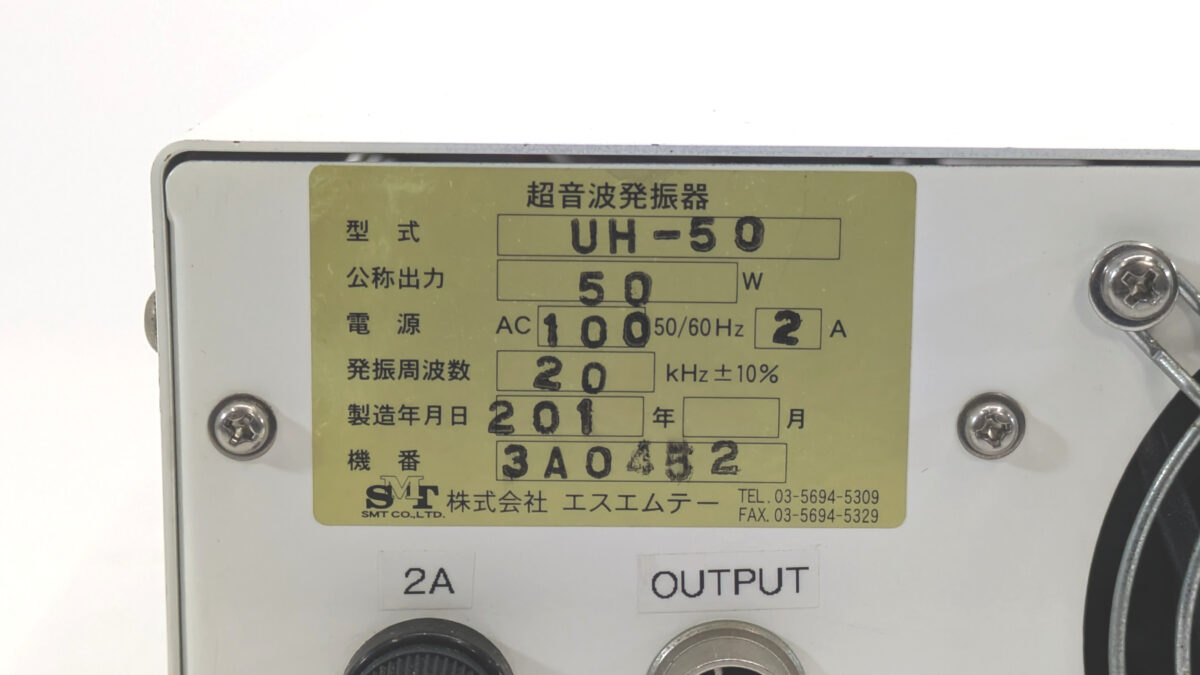 超音波発振器
型式 UH-50
公称出力 50 W
電源 AC 100 50/60Hz 2 A
発振周波数 20 kHz ±10%
製造年月日 201 年 月
機番 3A0452
SMT
SMT CO.,LTD.
株式会社 エスエムテー
TEL. 03-5694-5309
FAX. 03-5694-5329
2A
OUTPUT